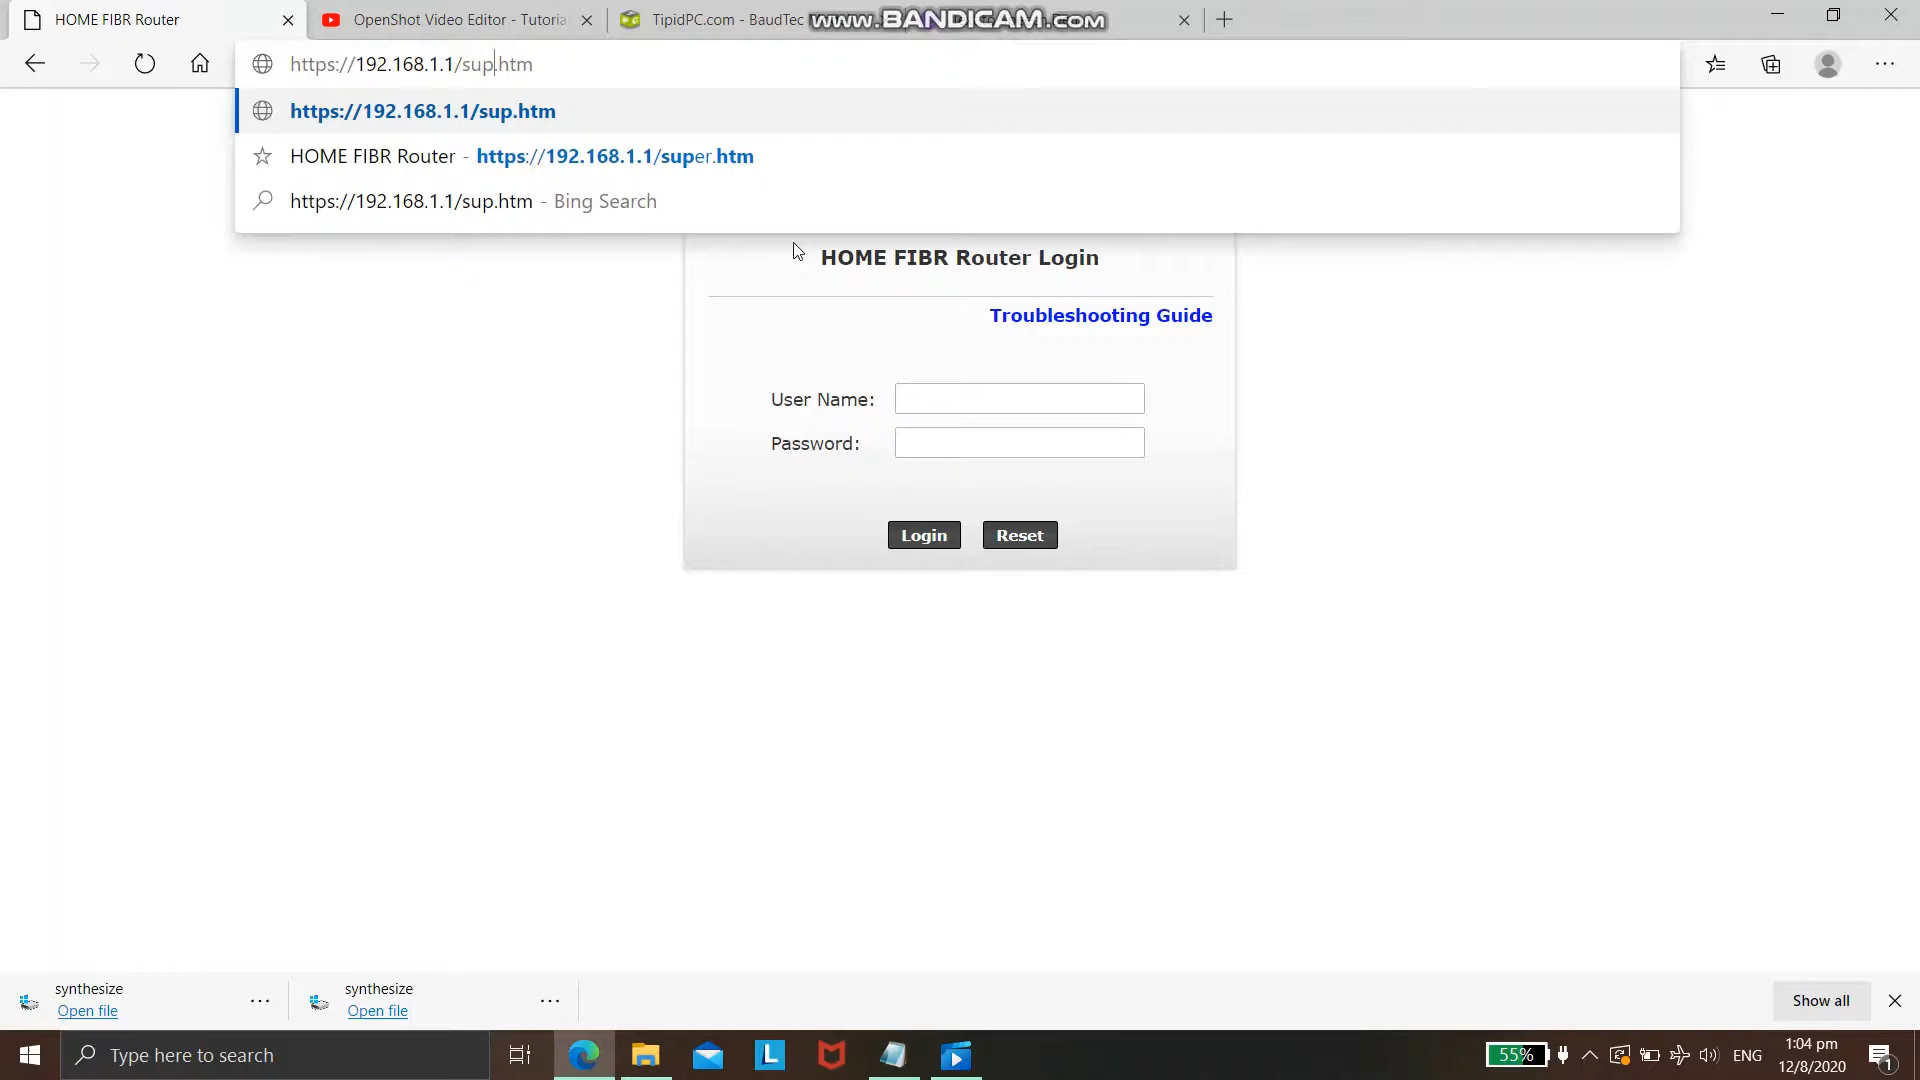 HOME FIBR Router
OpenShot Video Editor - Tutoria
TipidPC.com - BaudTec
www.BANDICAM.com
https://192.168.1.1/sup.htm
https://192.168.1.1/sup.htm
HOME FIBR Router - https://192.168.1.1/super.htm
https://192.168.1.1/sup.htm - Bing Search
HOME FIBR Router Login
Troubleshooting Guide
User Name:
Password:
Login Reset
synthesize
Open file
synthesize
Open file
Show all
Type here to search
L
55%
ENG
1:04 pm
12/8/2020
1